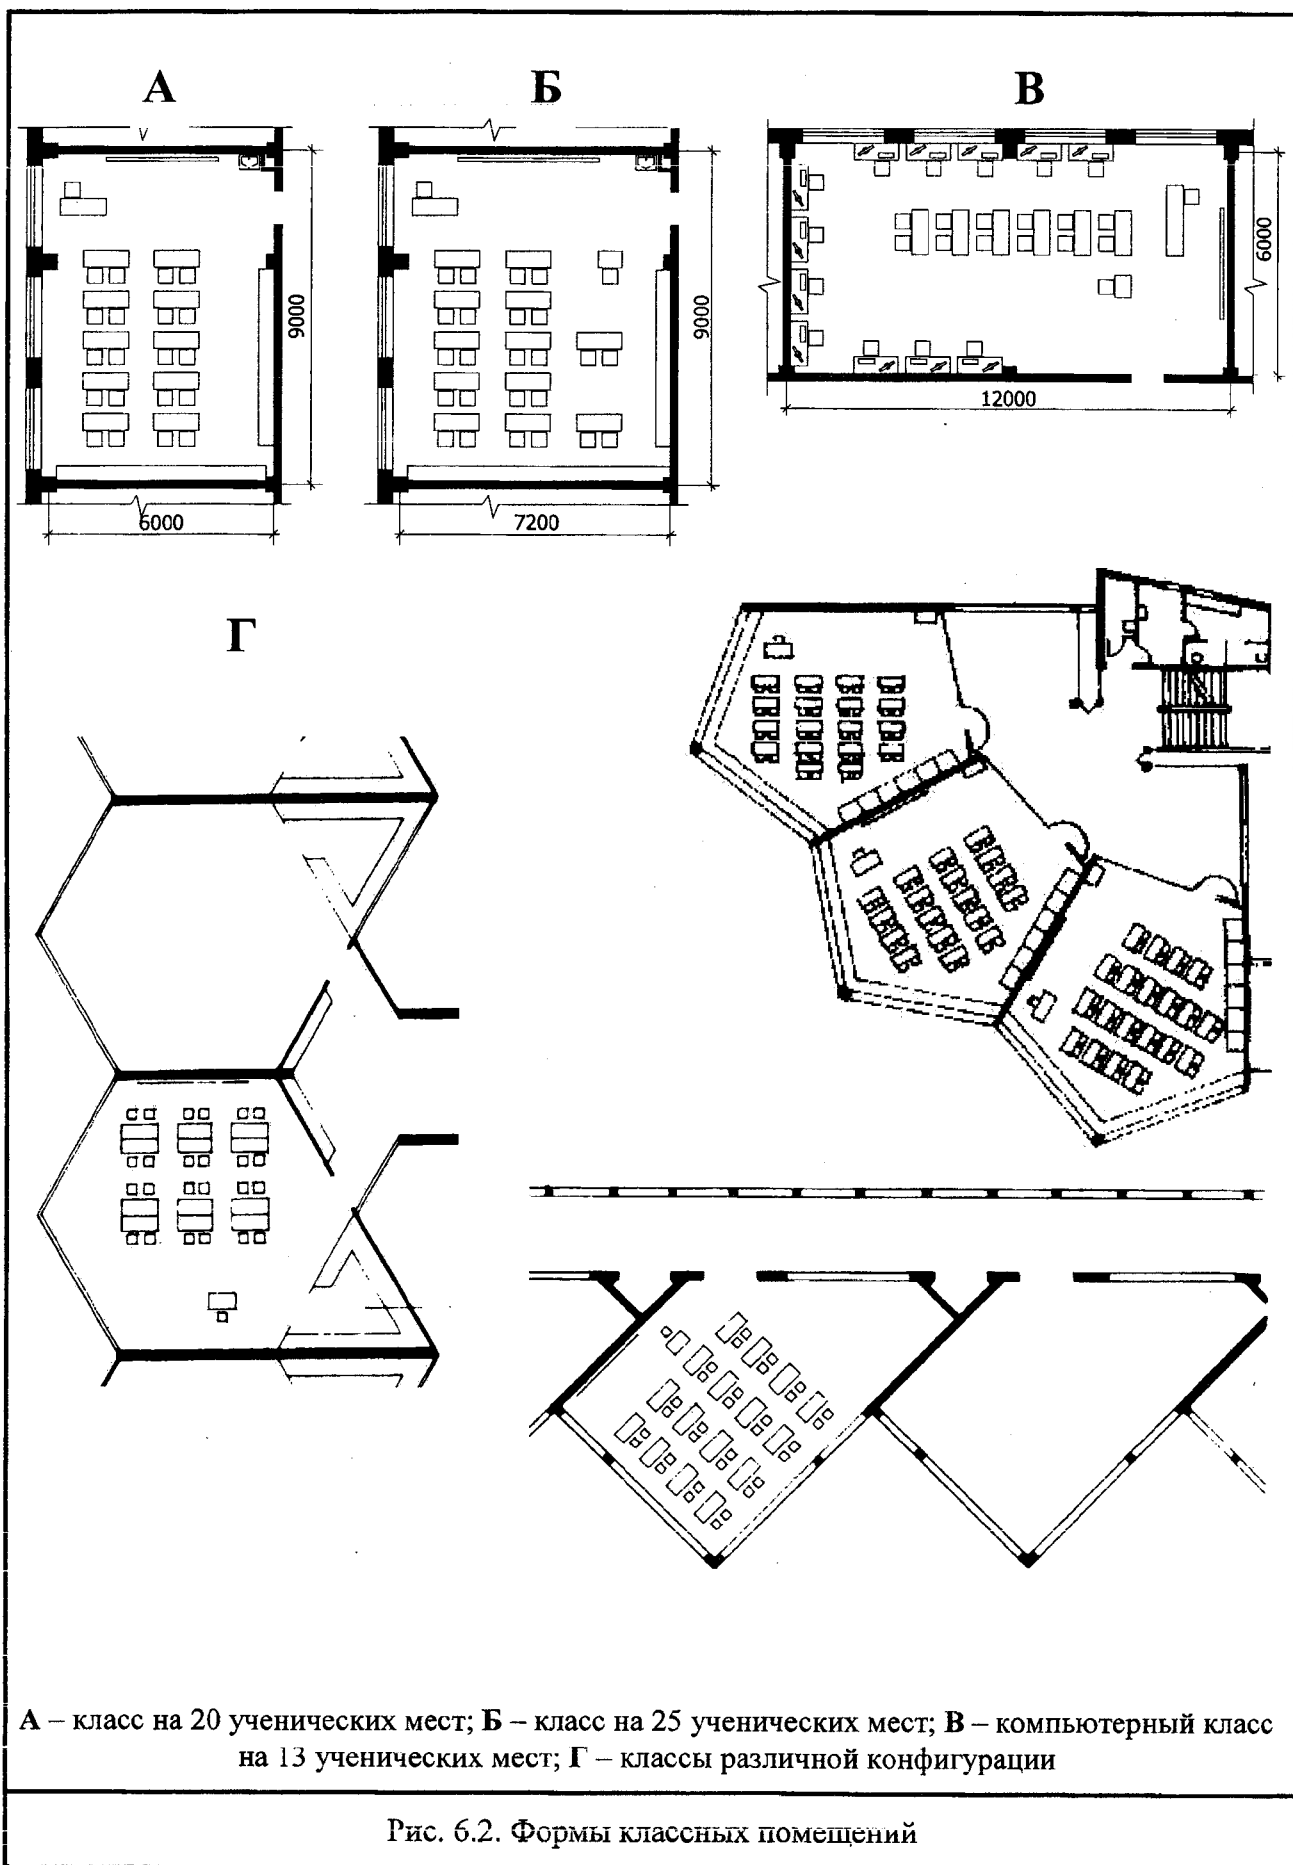 А
Б
В
9000
6000
9000
7200
6000
12000
Г
А – класс на 20 ученических мест; Б – класс на 25 ученических мест; В – компьютерный класс
на 13 ученических мест; Г – классы различной конфигурации
Рис. 6.2. Формы классных помещений